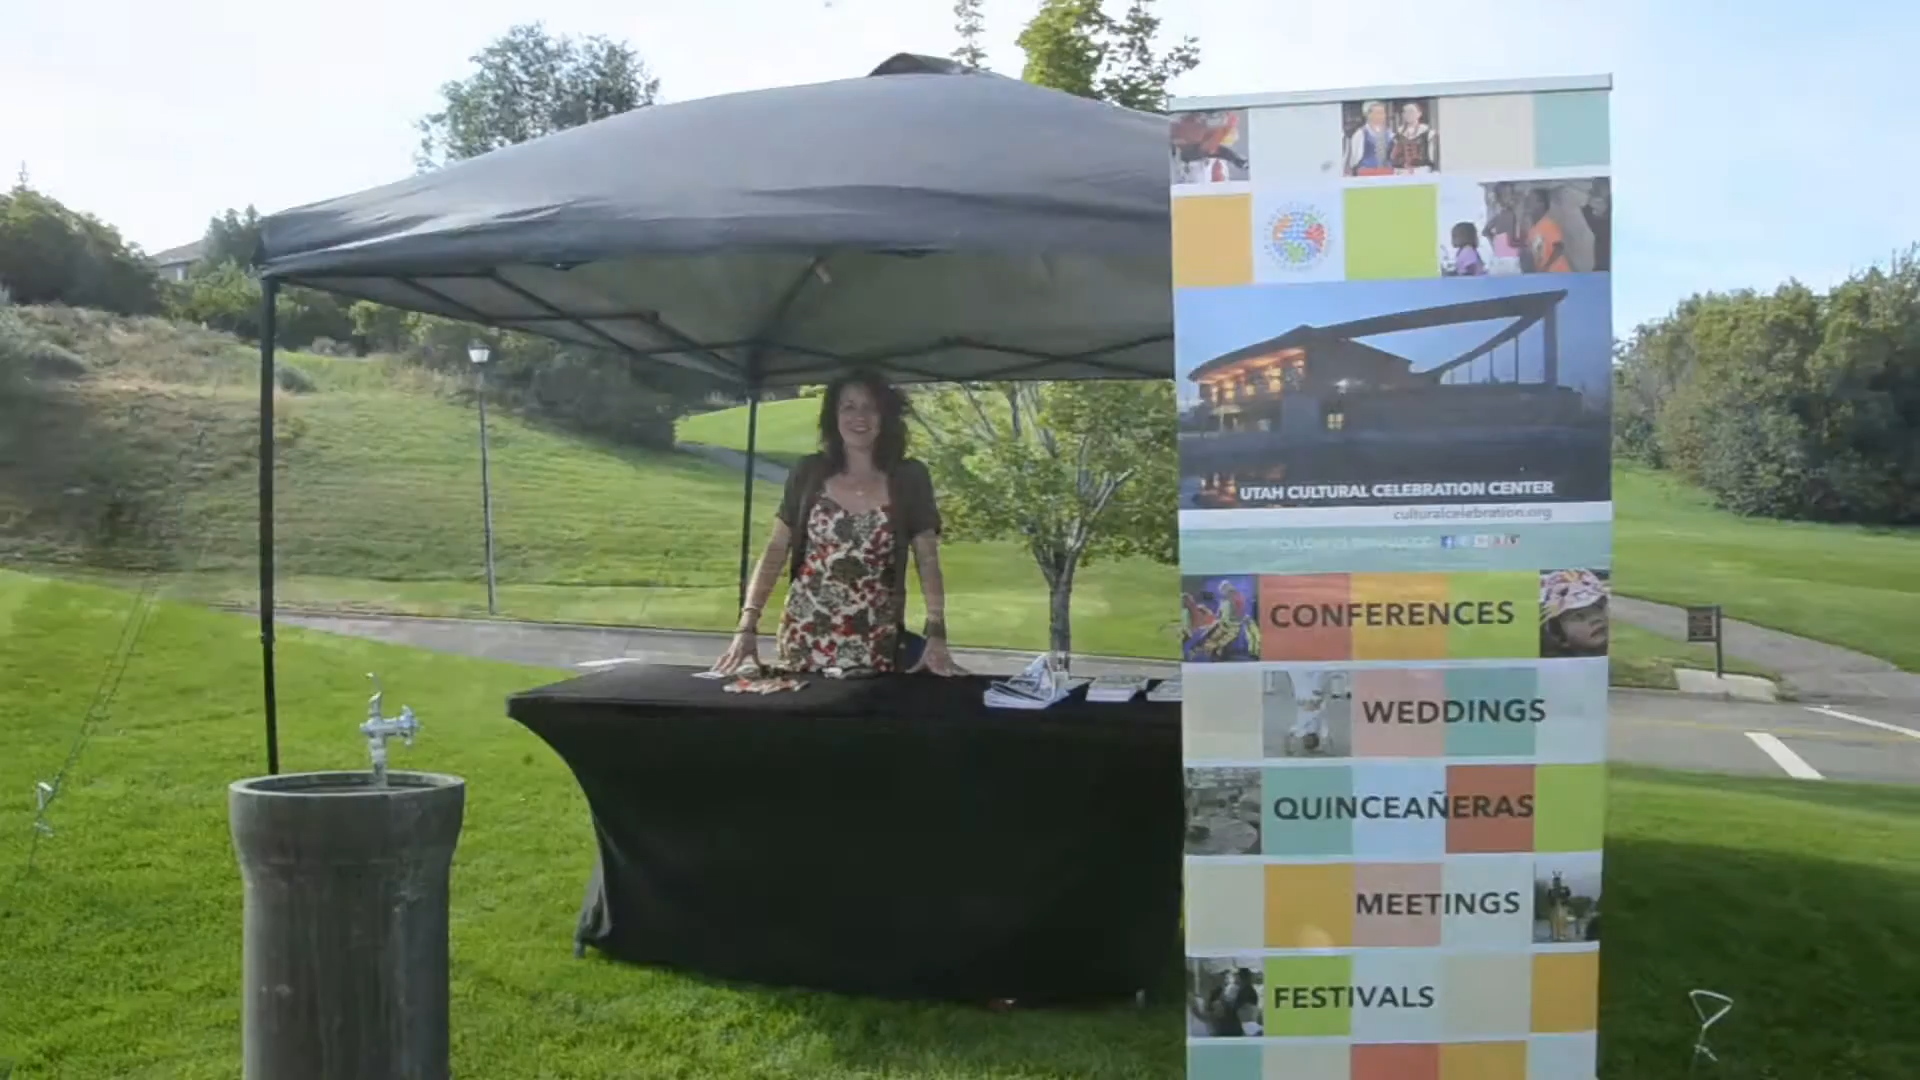 UTAH CULTURAL CELEBRATION CENTER
culturalcelebration.org
CONFERENCES
WEDDINGS
QUINCEAÑERAS
MEETINGS
FESTIVALS